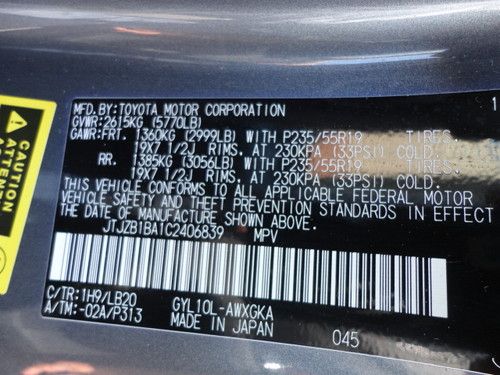 CAUTION
ATTENTION
MFD.BY:TOYOTA MOTOR CORPORATION 1
GVWR:2615KG (5770LB)
GAWR:FRT. 1360KG (2999LB) WITH P235/55R19 TIRES
19X7 1/2J RIMS. AT 230KPA (33PSI) COLD.
RR. 1385KG (3056LB) WITH P235/55R19 TIRES
19X7 1/2J RIMS. AT 230KPA (33PSI) COLD.
THIS VEHICLE CONFORMS TO ALL APPLICABLE FEDERAL MOTOR
VEHICLE SAFETY AND THEFT PREVENTION STANDARDS IN EFFECT
ON THE DATE OF MANUFACTURE SHOWN ABOVE.
JTJZB1BA1C2406839 MPV
C/TR:1H9/LB20 GYL10L-AWXGKA
A/TM:-02A/P313 MADE IN JAPAN 045